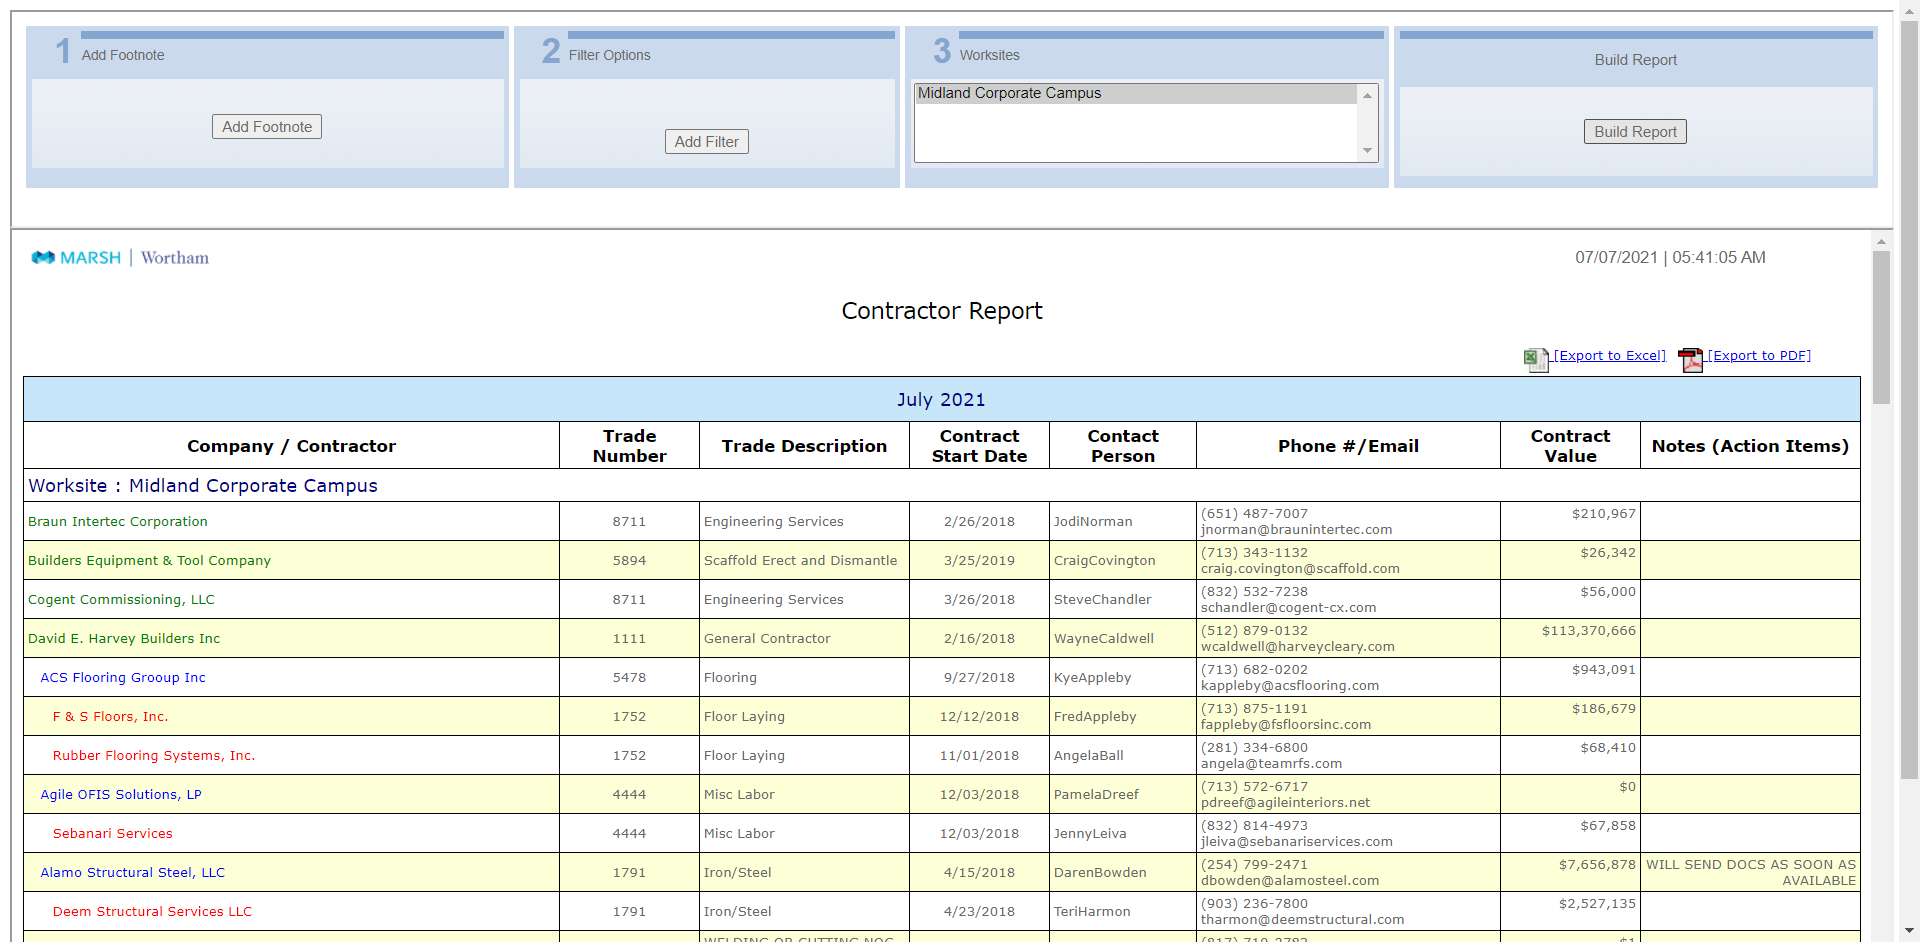 1 Add Footnote
Add Footnote
2 Filter Options
Add Filter
3 Worksites
Midland Corporate Campus
Build Report
Build Report
MARSH | Wortham
07/07/2021 | 05:41:05 AM
Contractor Report
[Export to Excel] [Export to PDF]
July 2021
Company / Contractor Trade Number Trade Description Contract Start Date Contact Person Phone #/Email Contract Value Notes (Action Items)
Worksite : Midland Corporate Campus
Braun Intertec Corporation 8711 Engineering Services 2/26/2018 JodiNorman (651) 487-7007 jnorman@braunintertec.com $210,967
Builders Equipment & Tool Company 5894 Scaffold Erect and Dismantle 3/25/2019 CraigCovington (713) 343-1132 craig.covington@scaffold.com $26,342
Cogent Commissioning, LLC 8711 Engineering Services 3/26/2018 SteveChandler (832) 532-7238 schandler@cogent-cx.com $56,000
David E. Harvey Builders Inc 1111 General Contractor 2/16/2018 WayneCaldwell (512) 879-0132 wcaldwell@harveycleary.com $113,370,666
ACS Flooring Grooup Inc 5478 Flooring 9/27/2018 KyeAppleby (713) 682-0202 kappleby@acsflooring.com $943,091
F & S Floors, Inc. 1752 Floor Laying 12/12/2018 FredAppleby (713) 875-1191 fappleby@fsfloorsinc.com $186,679
Rubber Flooring Systems, Inc. 1752 Floor Laying 11/01/2018 AngelaBall (281) 334-6800 angela@teamrfs.com $68,410
Agile OFIS Solutions, LP 4444 Misc Labor 12/03/2018 PamelaDreef (713) 572-6717 pdreef@agileinteriors.net $0
Sebanari Services 4444 Misc Labor 12/03/2018 JennyLeiva (832) 814-4973 jleiva@sebanariservices.com $67,858
Alamo Structural Steel, LLC 1791 Iron/Steel 4/15/2018 DarenBowden (254) 799-2471 dbowden@alamosteel.com $7,656,878 WILL SEND DOCS AS SOON AS AVAILABLE
Deem Structural Services LLC 1791 Iron/Steel 4/23/2018 TeriHarmon (903) 236-7800 tharmon@deemstructural.com $2,527,135